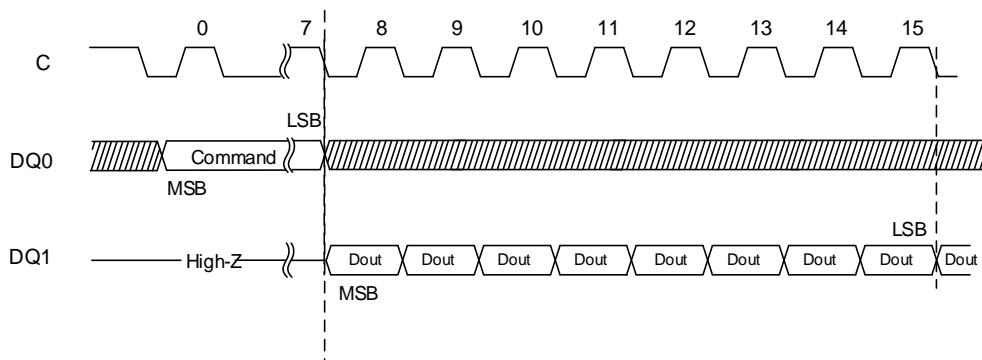 0 7 8 9 10 11 12 13 14 15
C
LSB
DQ0 Command
MSB
LSB
DQ1 High-Z Dout Dout Dout Dout Dout Dout Dout Dout Dout
MSB